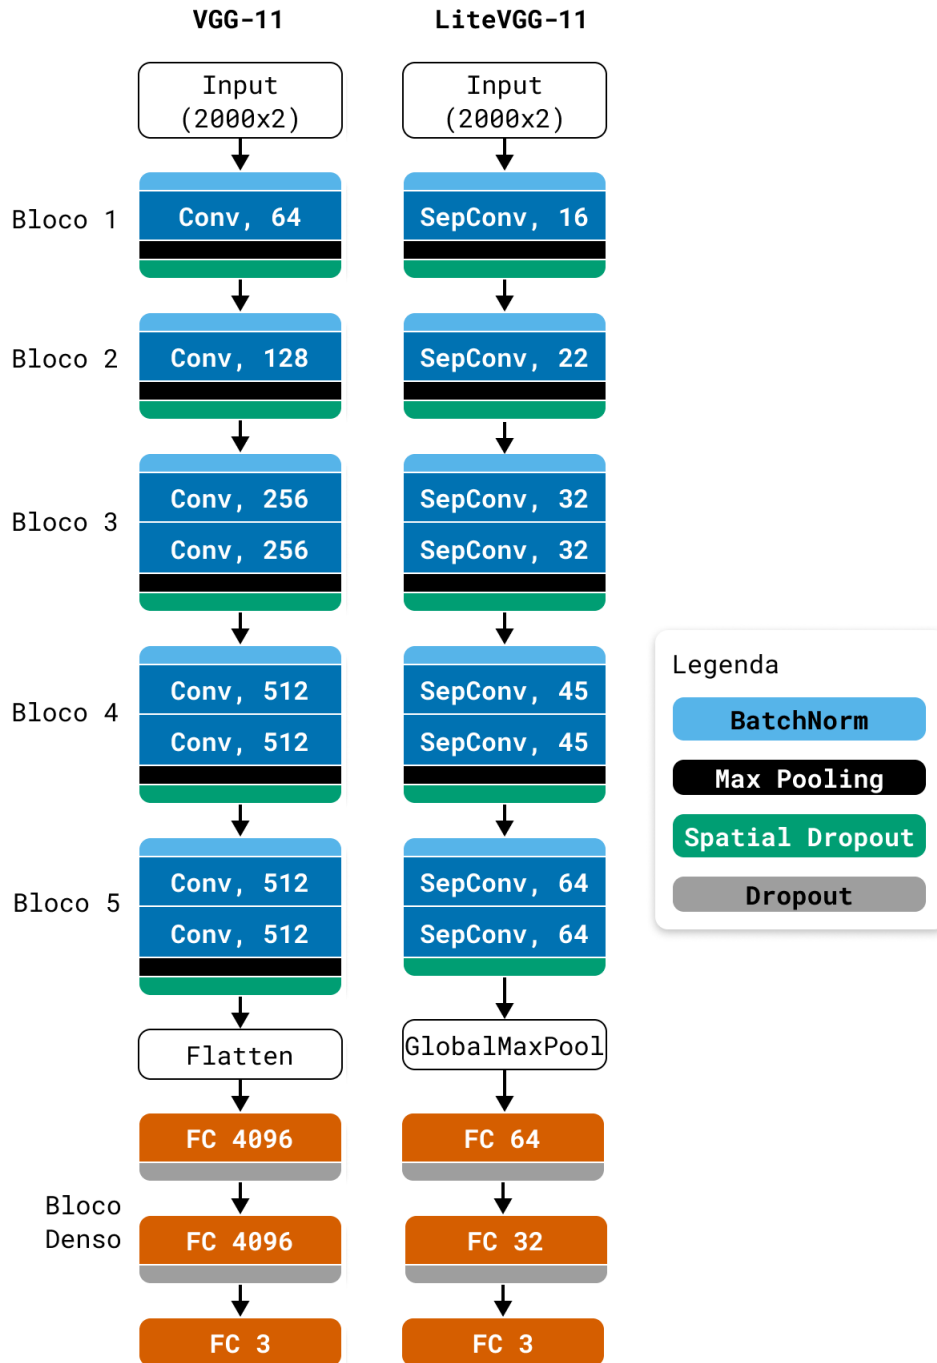 VGG-11
LiteVGG-11
Input
(2000x2)
Input
(2000x2)
Bloco 1
Conv, 64
SepConv, 16
Bloco 2
Conv, 128
SepConv, 22
Bloco 3
Conv, 256
Conv, 256
SepConv, 32
SepConv, 32
Bloco 4
Conv, 512
Conv, 512
SepConv, 45
SepConv, 45
Bloco 5
Conv, 512
Conv, 512
SepConv, 64
SepConv, 64
Flatten
GlobalMaxPool
Bloco
Denso
FC 4096
FC 64
FC 4096
FC 32
FC 3
FC 3
Legenda
BatchNorm
Max Pooling
Spatial Dropout
Dropout